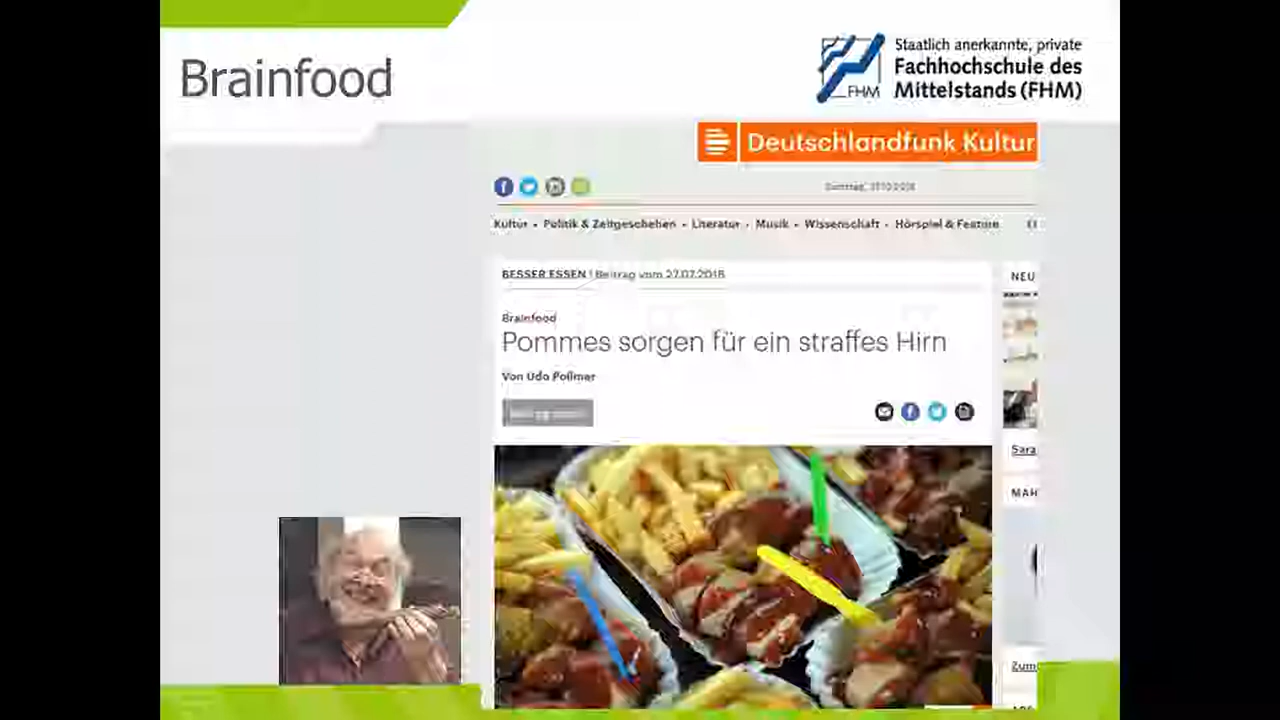 Brainfood
Staatlich anerkannte, private
Fachhochschule des
Mittelstands (FHM)
FHM
Deutschlandfunk Kultur
Kultur • Politik & Zeitgeschehen • Literatur • Musik • Wissenschaft • Hörspiel & Feature
BESSER ESSEN | Beitrag vom 27.07.2018
NEU
Brainfood
Pommes sorgen für ein straffes Hirn
Von Udo Pollmer
Sara
MAH
Zum